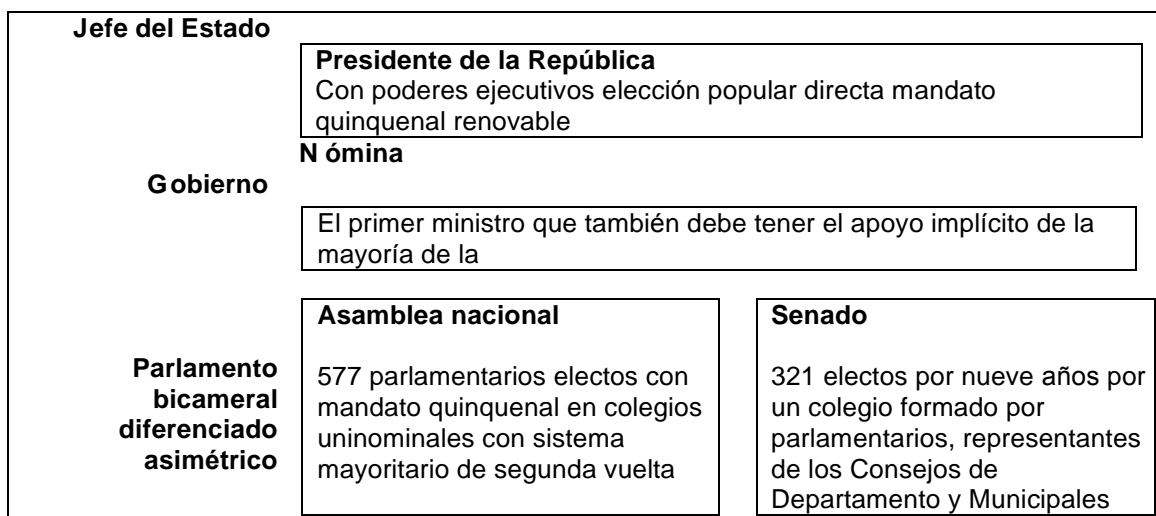 Jefe del Estado
Presidente de la República
Con poderes ejecutivos elección popular directa mandato
quinquenal renovable
N ómina
Gobierno
El primer ministro que también debe tener el apoyo implícito de la
mayoría de la
Parlamento
bicameral
diferenciado
asimétrico
Asamblea nacional
577 parlamentarios electos con
mandato quinquenal en colegios
uninominales con sistema
mayoritario de segunda vuelta
Senado
321 electos por nueve años por
un colegio formado por
parlamentarios, representantes
de los Consejos de
Departamento y Municipales